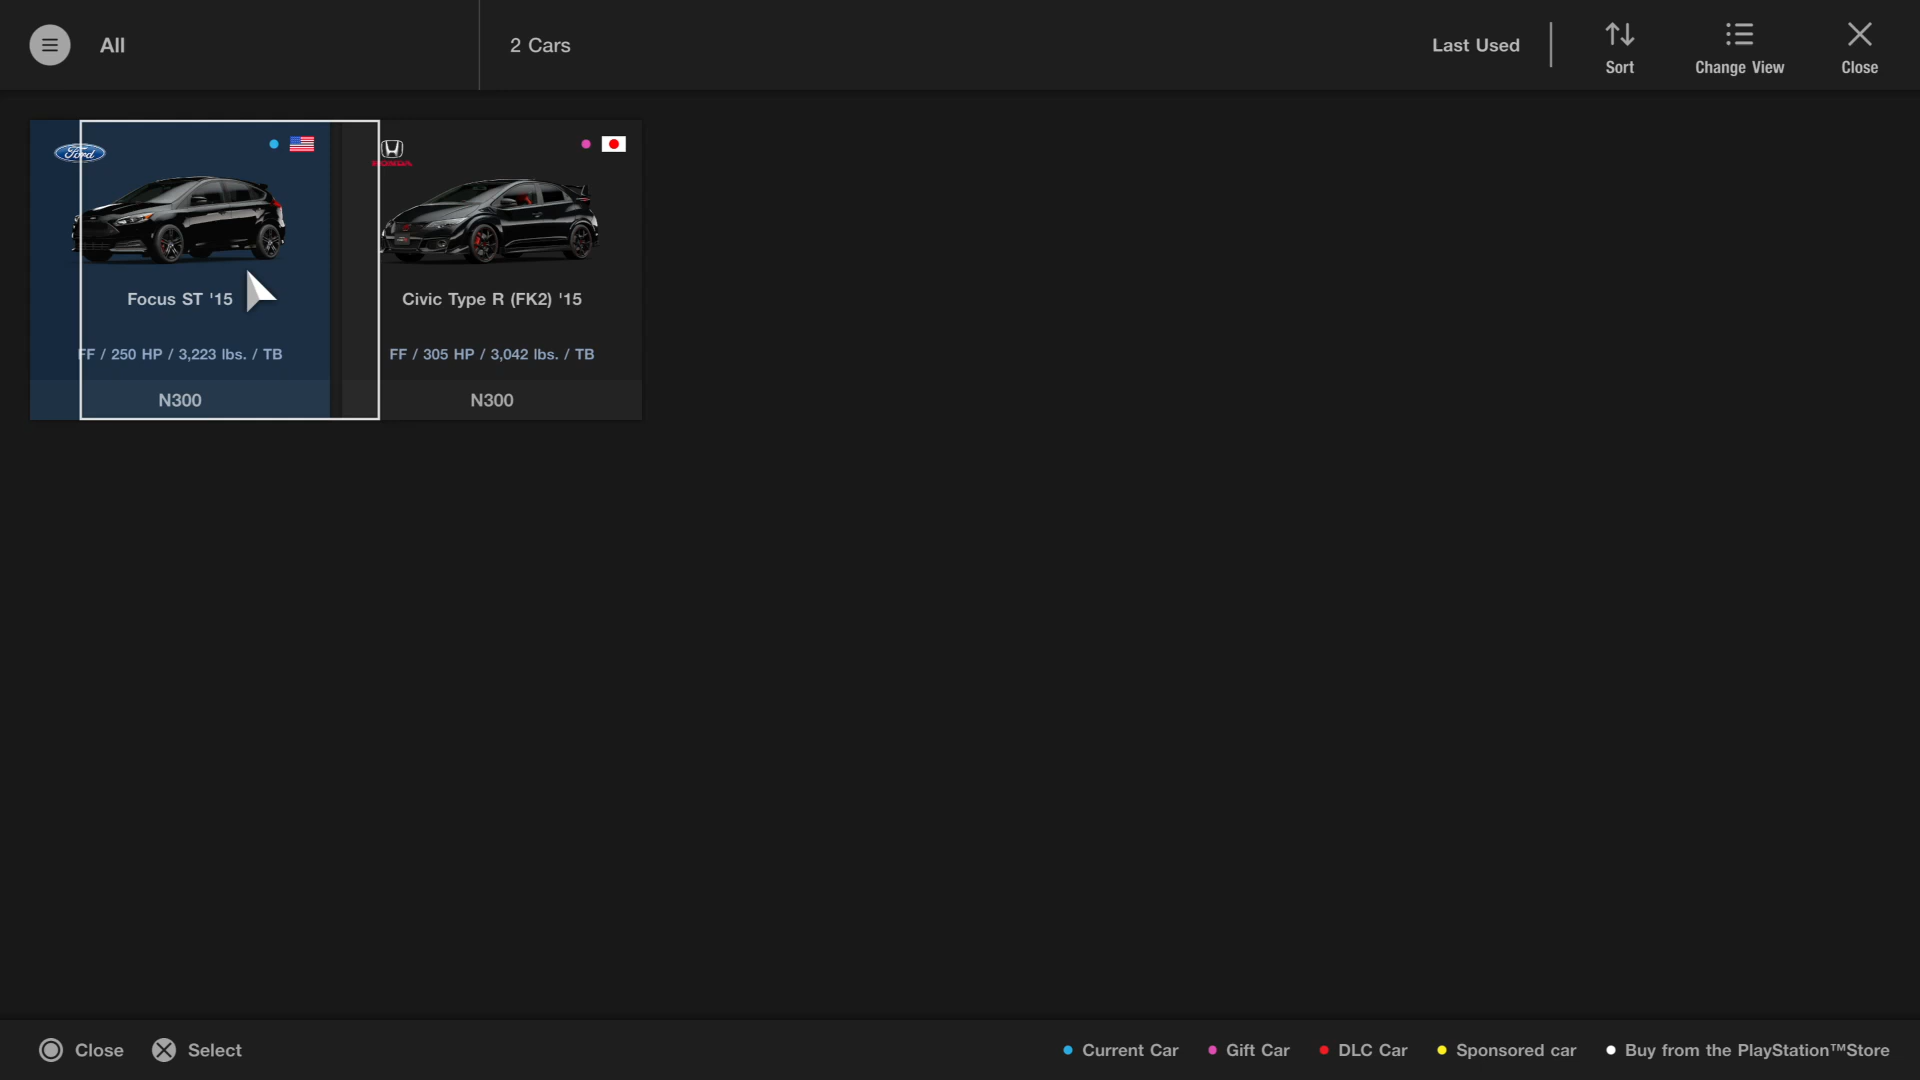 All
2 Cars
Last Used
Sort
Change View
Close
Ford
Focus ST '15
FF / 250 HP / 3,223 lbs. / TB
N300
HONDA
Civic Type R (FK2) '15
FF / 305 HP / 3,042 lbs. / TB
N300
Close
Select
Current Car
Gift Car
DLC Car
Sponsored car
Buy from the PlayStation™Store